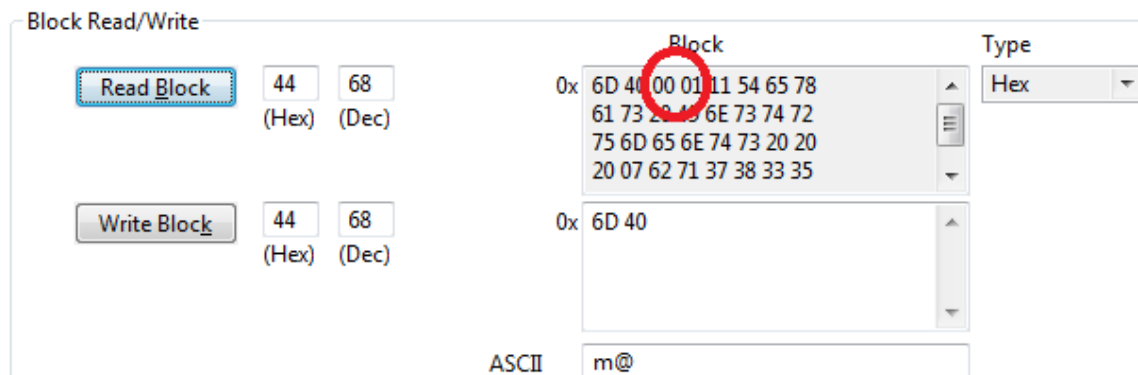 Block Read/Write
Block Type
Read Block 44 68 0x 6D 40 00 01 11 54 65 78 Hex
(Hex) (Dec) 61 73 20 49 6E 73 74 72
75 6D 65 6E 74 73 20 20
20 07 62 71 37 38 33 35
Write Block 44 68 0x 6D 40
(Hex) (Dec)
ASCII m@